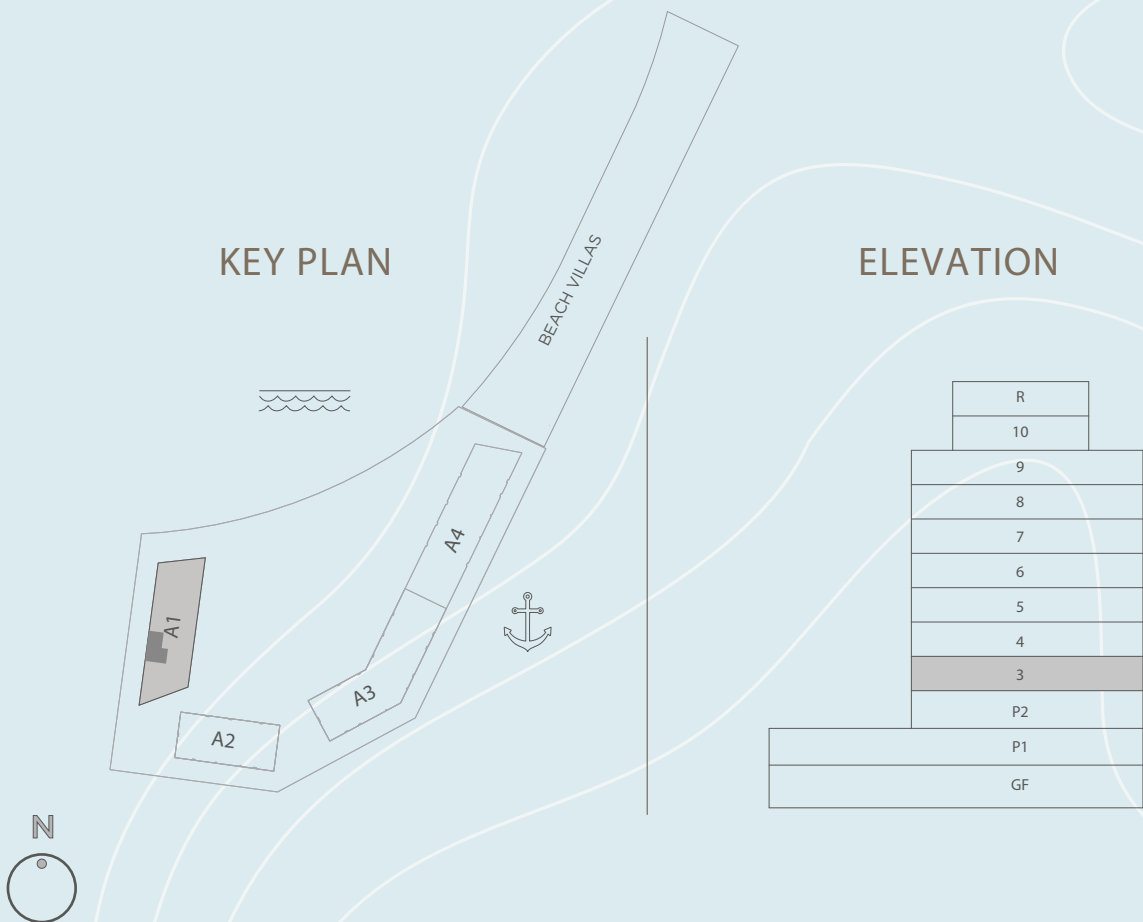 KEY PLAN
BEACH VILLAS
A4
A1
A3
A2
N
ELEVATION
R
10
9
8
7
6
5
4
3
P2
P1
GF